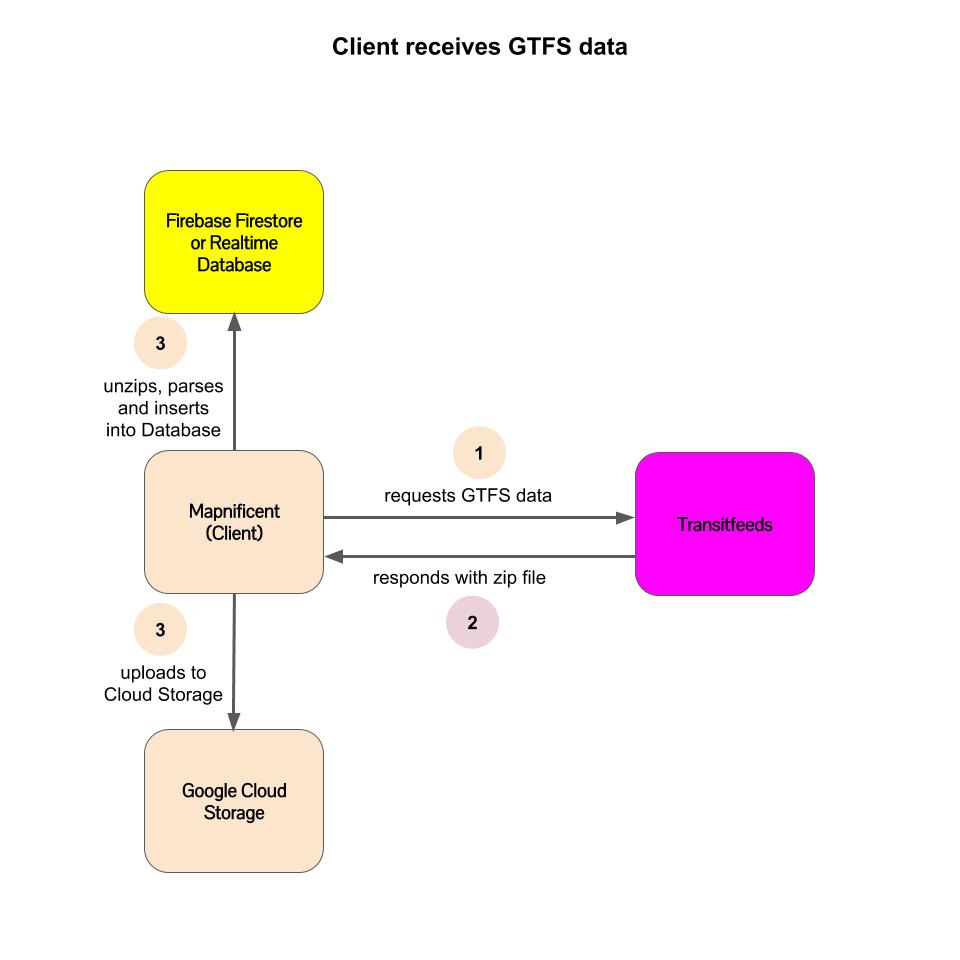 Client receives GTFS data
Firebase Firestore
or Realtime
Database
3
unzips, parses
and inserts
into Database
1
requests GTFS data
Mapnificent
(Client)
Transitfeeds
responds with zip file
2
3
uploads to
Cloud Storage
Google Cloud
Storage